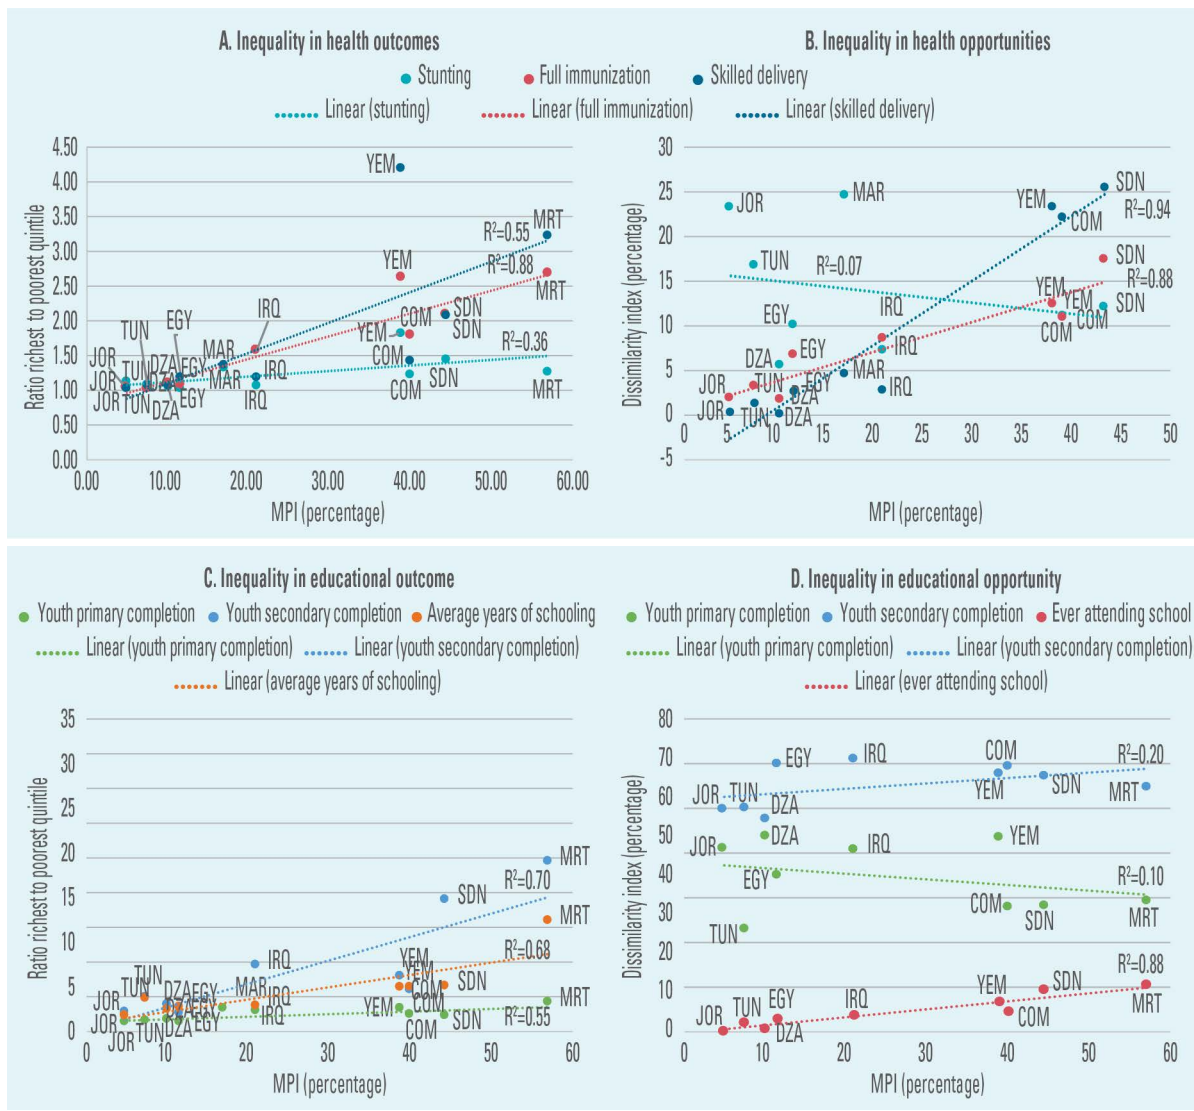 A. Inequality in health outcomes
B. Inequality in health opportunities
Stunting
Full immunization
Skilled delivery
Linear (stunting)
Linear (full immunization)
Linear (skilled delivery)
Ratio richest to poorest quintile
4.50
4.00
3.50
3.00
2.50
2.00
1.50
1.00
0.50
0.00
0.00
10.00
20.00
30.00
40.00
50.00
60.00
MPI (percentage)
YEM
MRT
R²=0.55
YEM
R²=0.88
MRT
IRQ
EGY
TUN
COM
SDN
YEM
SDN
R²=0.36
MAR
JOR
DZA
EGY
COM
JOR
MAR
IRQ
SDN
COM
MRT
JOR
TUN
DZA
EGY
IRQ
Dissimilarity index (percentage)
30
25
20
15
10
5
0
-5
0
5
10
15
20
25
30
35
40
45
50
MPI (percentage)
SDN
MAR
YEM
JOR
R²=0.94
COM
SDN
TUN
R²=0.07
R²=0.88
YEM
YEM
SDN
IRQ
EGY
COM
COM
IRQ
EGY
DZA
MAR
JOR
TUN
EGY
IRQ
DZA
JOR
TUN
DZA
C. Inequality in educational outcome
Youth primary completion
Youth secondary completion
Average years of schooling
Linear (youth primary completion)
Linear (youth secondary completion)
Linear (average years of schooling)
Ratio richest to poorest quintile
35
30
25
20
15
10
5
0
0
10
20
30
40
50
60
MPI (percentage)
MRT
R²=0.70
SDN
MRT
R²=0.68
IRQ
YEM
YEM
TUN
TUN
DZA
EGY
MAR
IRQ
COM
SDN
JOR
EGY
COM
YEM
MRT
JOR
IRQ
SDN
R²=0.55
JOR
TUN
DZA
EGY
COM
D. Inequality in educational opportunity
Youth primary completion
Youth secondary completion
Ever attending school
Linear (youth primary completion)
Linear (youth secondary completion)
Linear (ever attending school)
Dissimilarity index (percentage)
80
70
60
50
40
30
20
10
0
0
10
20
30
40
50
60
MPI (percentage)
EGY
IRQ
COM
R²=0.20
YEM
SDN
MRT
JOR
TUN
DZA
DZA
JOR
IRQ
YEM
EGY
R²=0.10
COM
SDN
MRT
TUN
R²=0.88
YEM
SDN
MRT
JOR
TUN
EGY
IRQ
COM
DZA